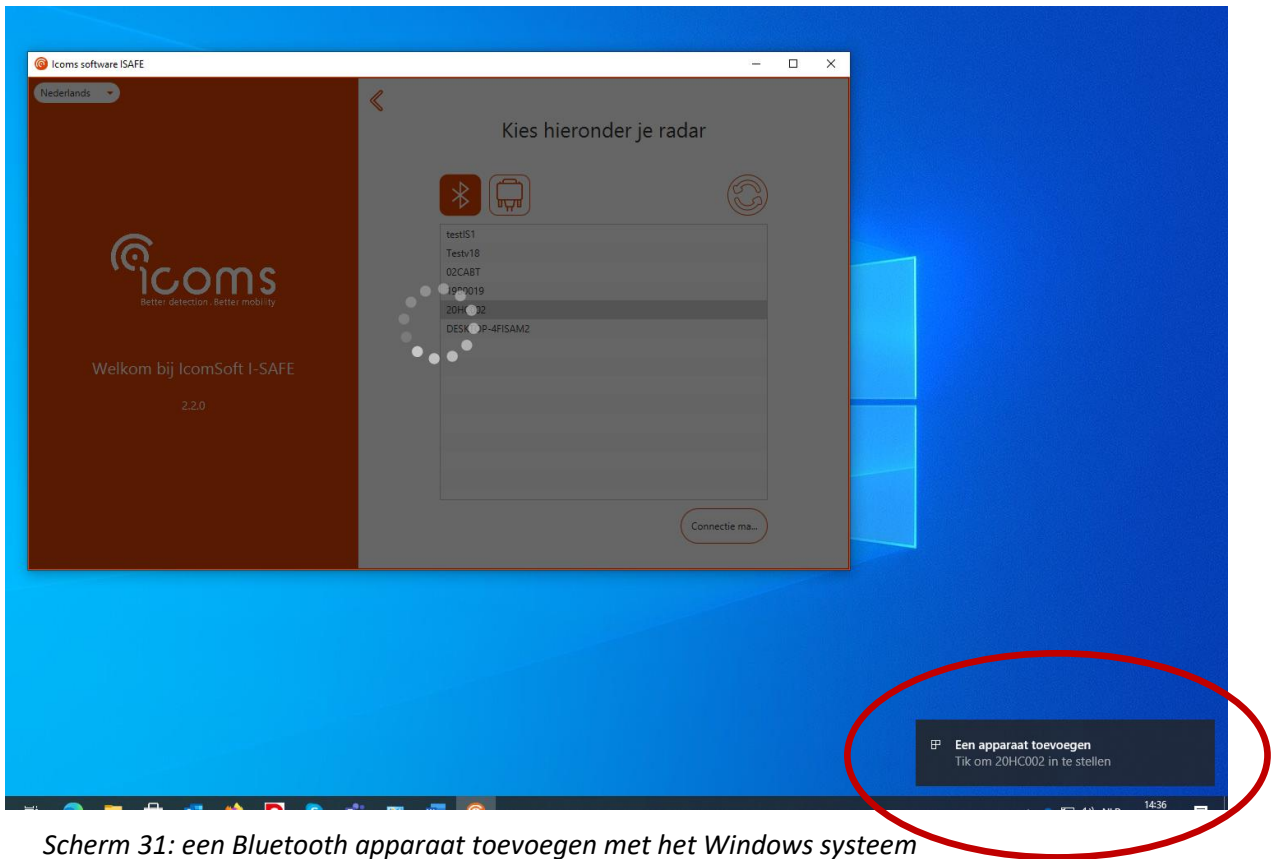 Icoms software ISAFE
Nederlands
Kies hieronder je radar
testIS1
Testv18
02CABT
20HC002
DESKTOP-4FISAM2
icoms
Better detection . Better mobility
Welkom bij IcomSoft I-SAFE
2.2.0
Connectie ma...
Een apparaat toevoegen
Tik om 20HC002 in te stellen
14:36
Scherm 31: een Bluetooth apparaat toevoegen met het Windows systeem